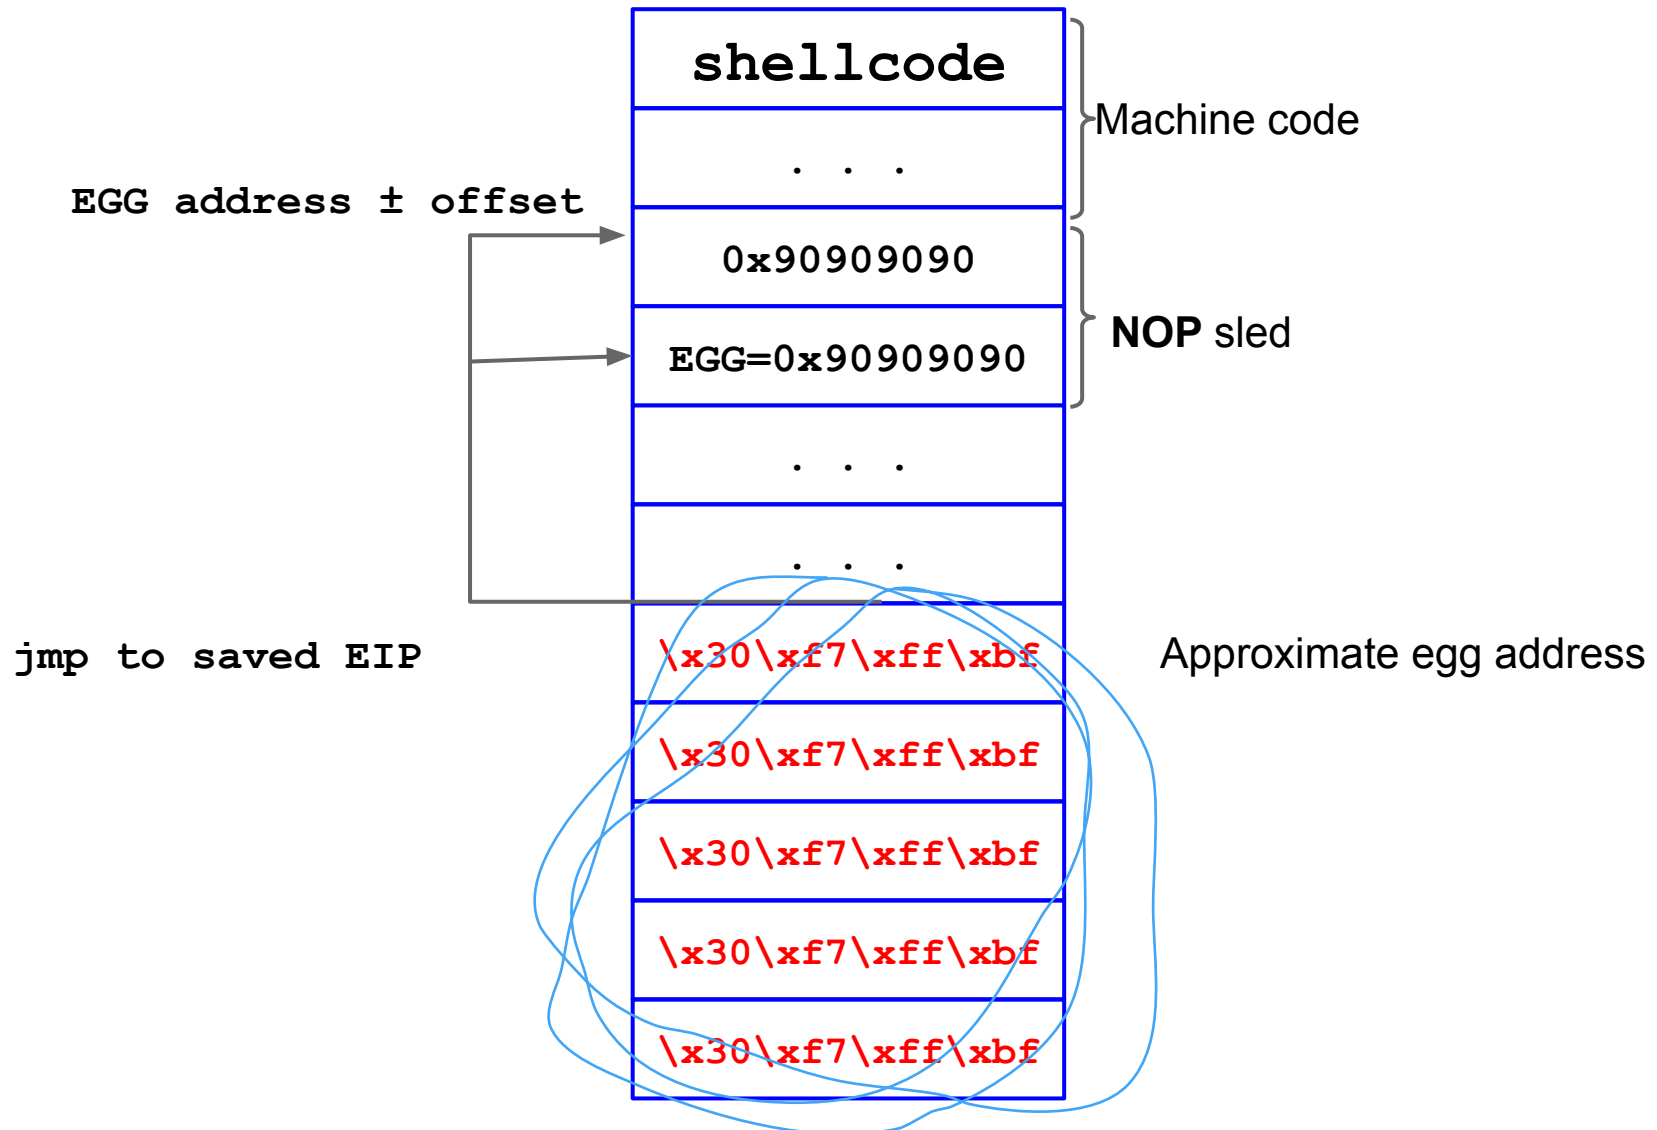 shellcode
Machine code
. . .
EGG address ± offset
0x90909090
NOP sled
EGG=0x90909090
. . .
. . .
jmp to saved EIP
\x30\xf7\xff\xbf
Approximate egg address
\x30\xf7\xff\xbf
\x30\xf7\xff\xbf
\x30\xf7\xff\xbf
\x30\xf7\xff\xbf